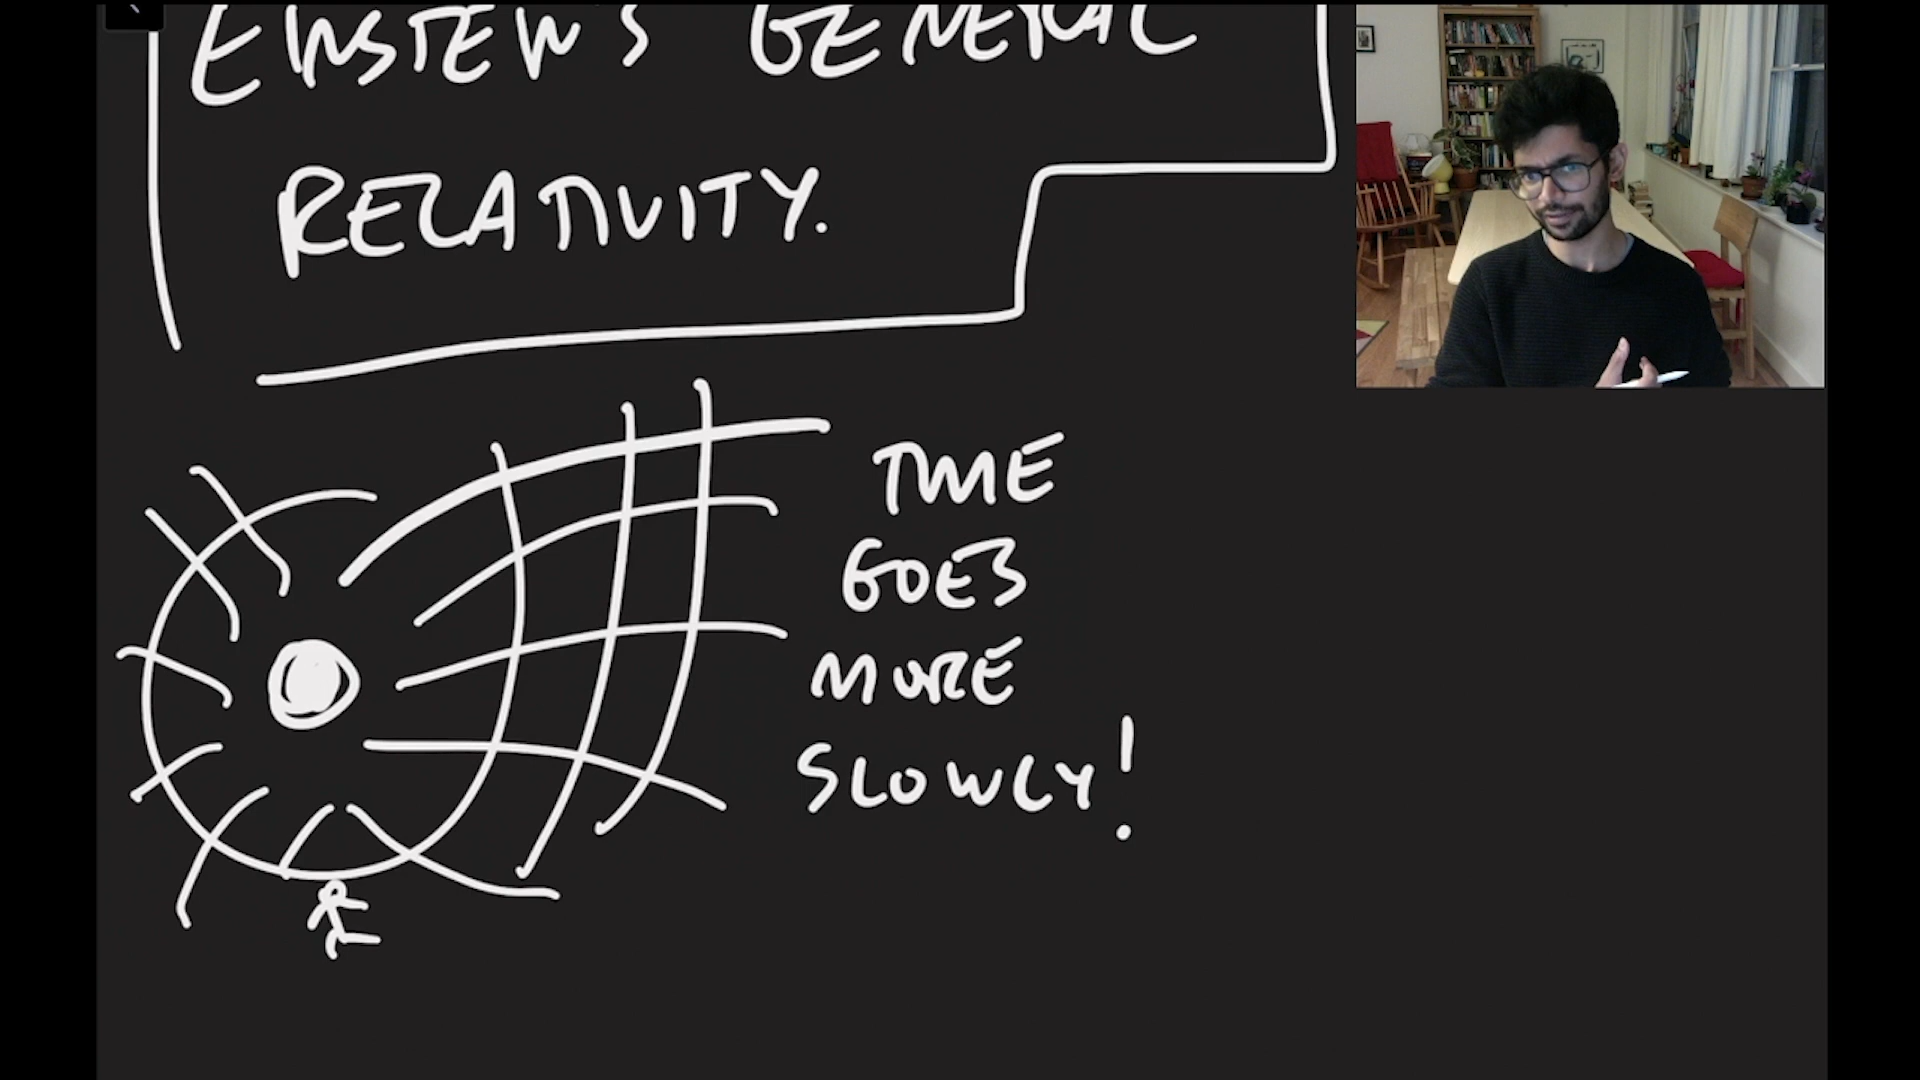 EINSTEIN'S GENERAL
RELATIVITY.
TIME
GOES
MORE
SLOWLY!